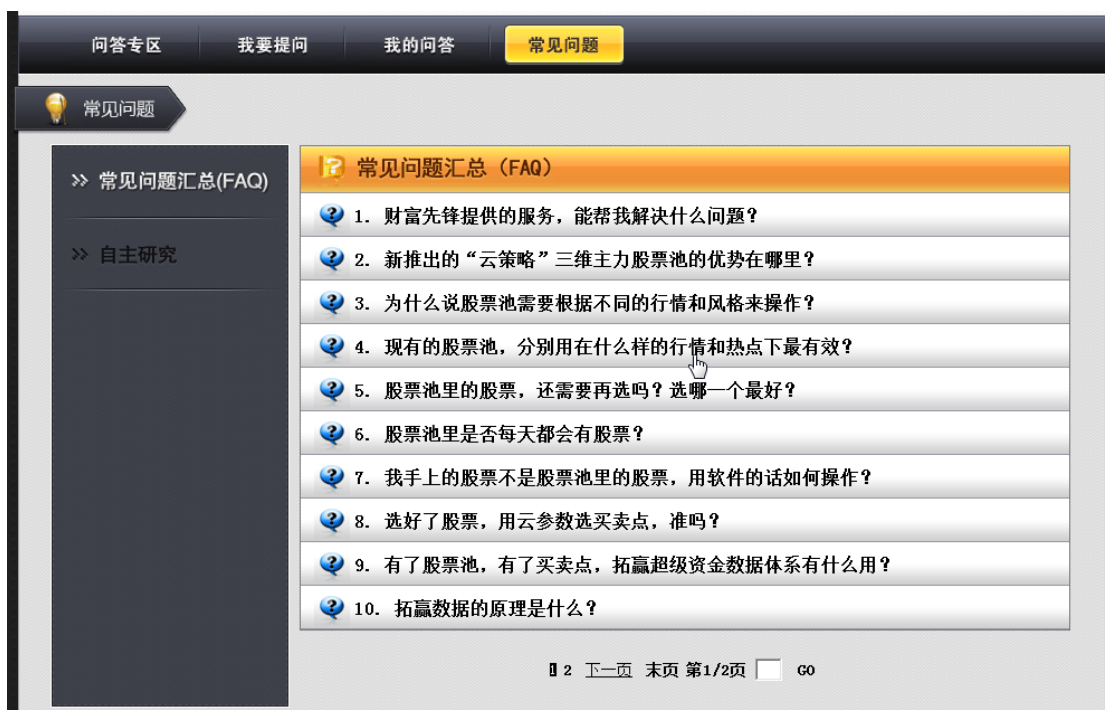 问答专区 我要提问 我的问答 常见问题
常见问题
常见问题汇总(FAQ)
自主研究
常见问题汇总（FAQ）
1. 财富先锋提供的服务，能帮我解决什么问题？
2. 新推出的“云策略”三维主力股票池的优势在哪里？
3. 为什么说股票池需要根据不同的行情和风格来操作？
4. 现有的股票池，分别用在什么样的行情和热点下最有效？
5. 股票池里的股票，还需要再选吗？选哪一个最好？
6. 股票池里是否每天都会有股票？
7. 我手上的股票不是股票池里的股票，用软件的话如何操作？
8. 选好了股票，用云参数选买卖点，准吗？
9. 有了股票池，有了买卖点，拓赢超级资金数据体系有什么用？
10. 拓赢数据的原理是什么？
1 2 下一页 末页 第1/2页 GO